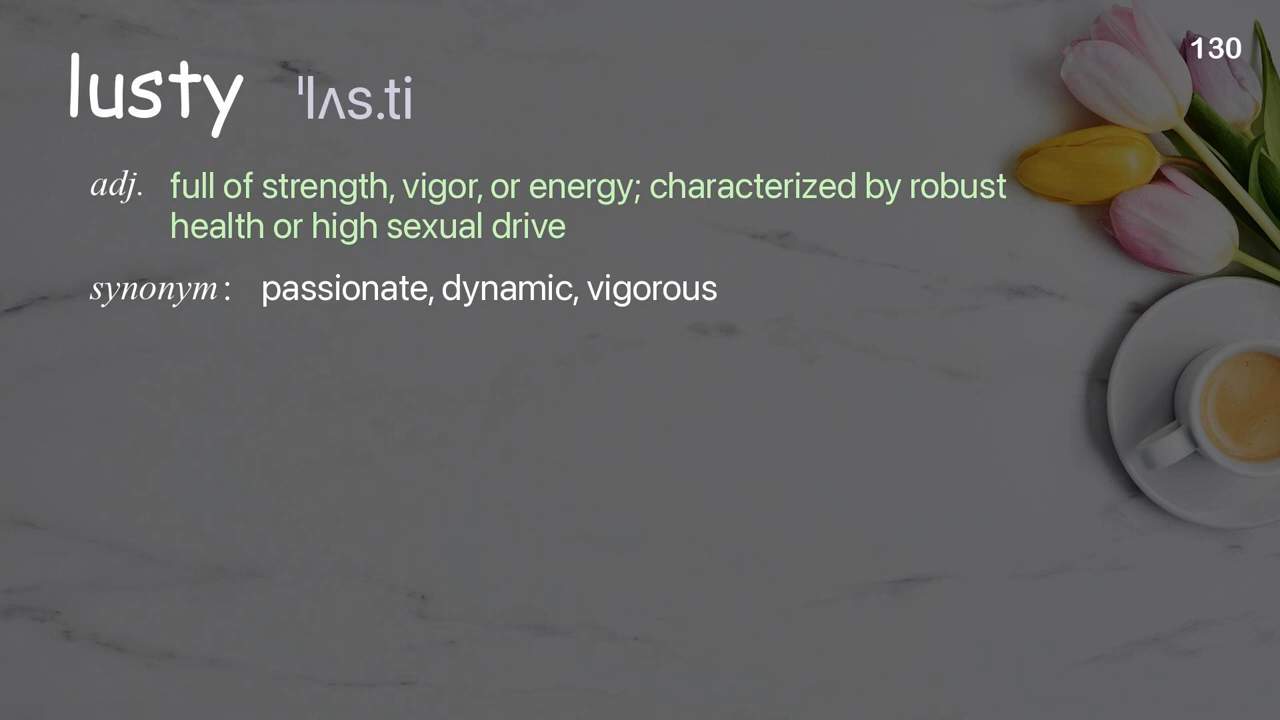 130
lusty ˈlʌs.ti
adj. full of strength, vigor, or energy; characterized by robust
health or high sexual drive
synonym: passionate, dynamic, vigorous